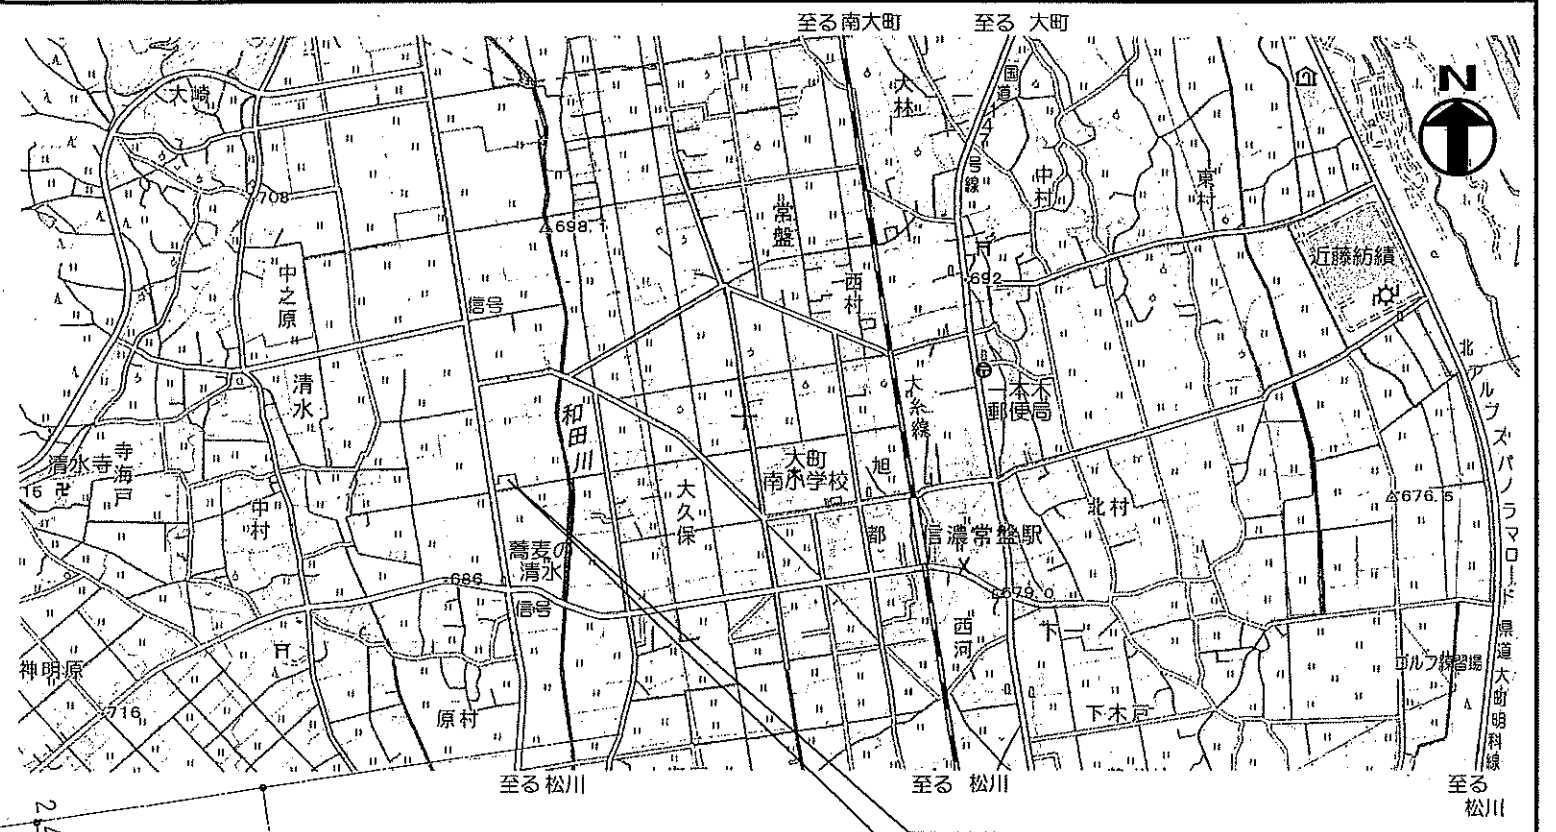 至る南大町
至る 大町
大崎
大林
国道147号線
N
708
中村
東村
698.1
常盤
中之原
近藤紡績
信号
西村
692
清水
和田川
大糸線
一本木
郵便局
北アルプスパノラマロード 県道大町明科線
清水寺
寺海戸
15
中村
大町
南小学校
旭
大久保
北村
676.5
蕎麦の
清水
都
信濃常盤駅
686
信号
679.0
西河
下一
神明原
ゴルフ練習場
716
原村
下木戸
至る 松川
至る 松川
至る
松川